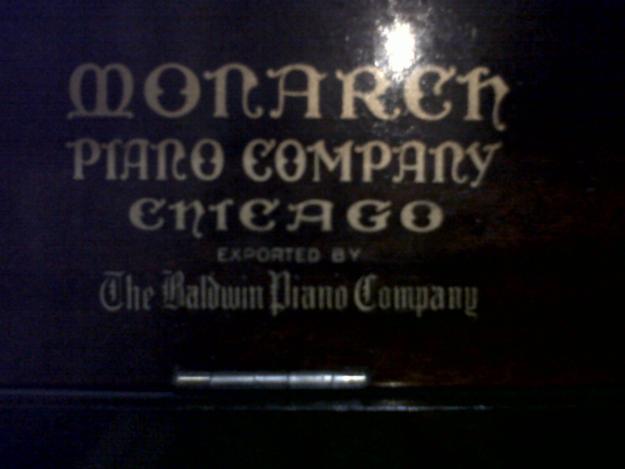 MONARCH
PIANO COMPANY
CHICAGO
EXPORTED BY
The Baldwin Piano Company